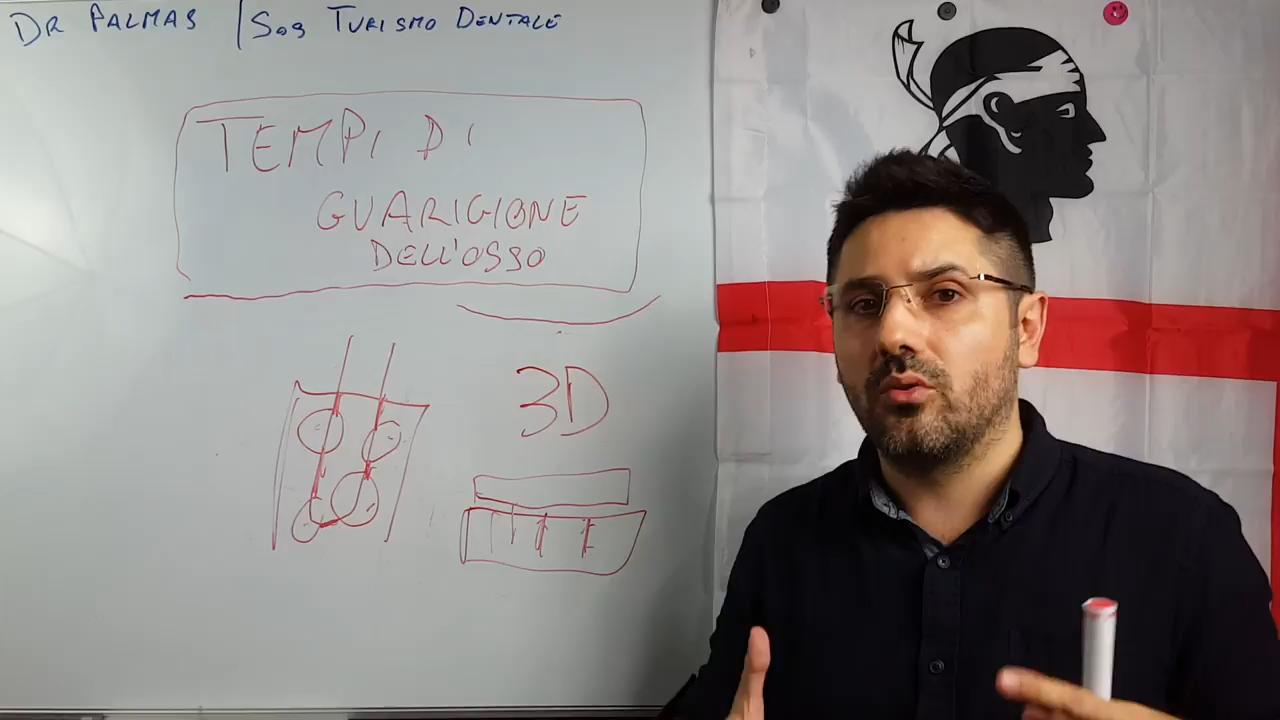 DR PALMAS | SOS TURISMO DENTALE
TEMPI DI
GUARIGIONE
DELL'OSSO
3D